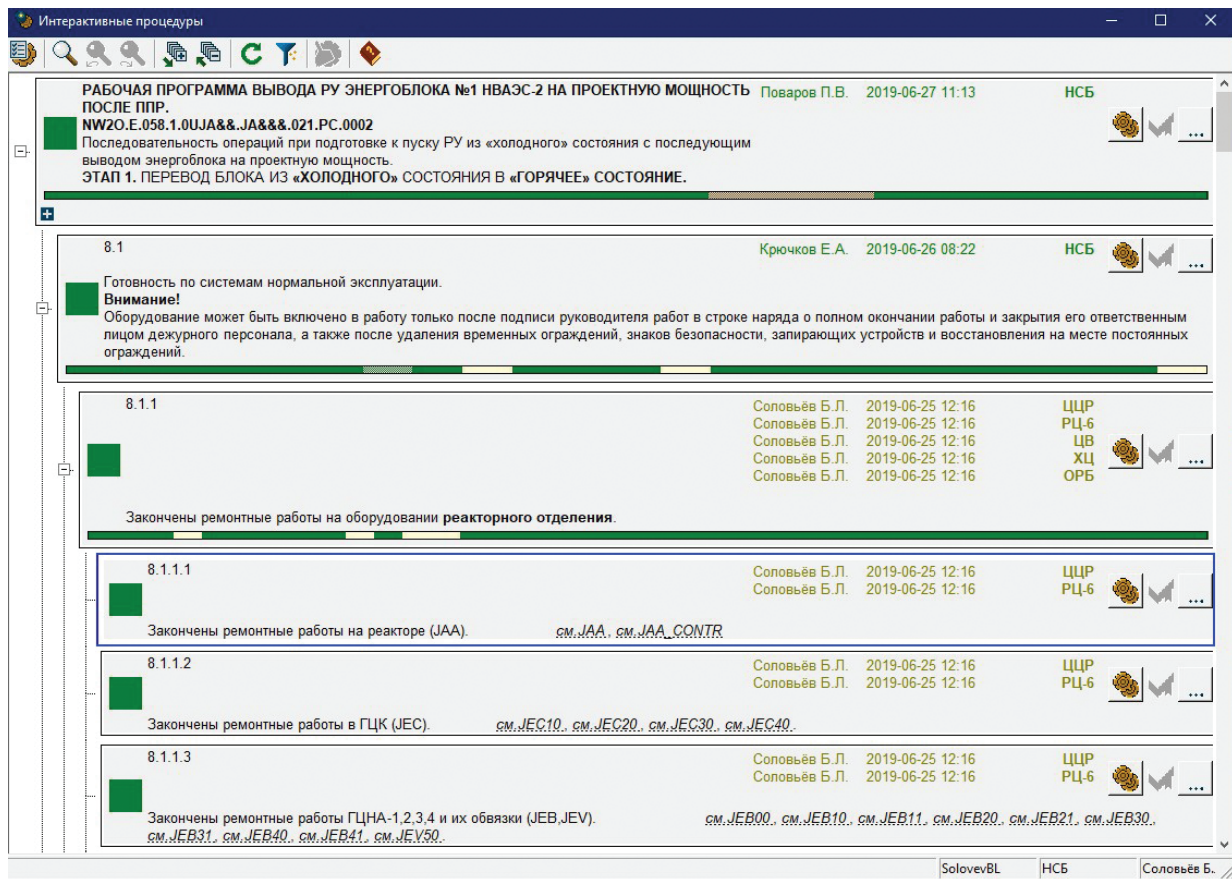 Интерактивные процедуры
РАБОЧАЯ ПРОГРАММА ВЫВОДА РУ ЭНЕРГОБЛОКА №1 НВАЭС-2 НА ПРОЕКТНУЮ МОЩНОСТЬ Поваров П.В. 2019-06-27 11:13 НСБ
ПОСЛЕ ППР.
NW2O.E.058.1.0UJA&&.JA&&&.021.PC.0002
Последовательность операций при подготовке к пуску РУ из «холодного» состояния с последующим
выводом энергоблока на проектную мощность.
ЭТАП 1. ПЕРЕВОД БЛОКА ИЗ «ХОЛОДНОГО» СОСТОЯНИЯ В «ГОРЯЧЕЕ» СОСТОЯНИЕ.
...
8.1 Крючков Е.А. 2019-06-26 08:22 НСБ
...
Готовность по системам нормальной эксплуатации.
Внимание!
Оборудование может быть включено в работу только после подписи руководителя работ в строке наряда о полном окончании работы и закрытия его ответственным
лицом дежурного персонала, а также после удаления временных ограждений, знаков безопасности, запирающих устройств и восстановления на месте постоянных
ограждений.
8.1.1 Соловьёв Б.Л. 2019-06-25 12:16 ЦЦР
Соловьёв Б.Л. 2019-06-25 12:16 РЦ-6
Соловьёв Б.Л. 2019-06-25 12:16 ЦВ
Соловьёв Б.Л. 2019-06-25 12:16 ХЦ
Соловьёв Б.Л. 2019-06-25 12:16 ОРБ
...
Закончены ремонтные работы на оборудовании реакторного отделения.
8.1.1.1 Соловьёв Б.Л. 2019-06-25 12:16 ЦЦР
Соловьёв Б.Л. 2019-06-25 12:16 РЦ-6
...
Закончены ремонтные работы на реакторе (JAA). см.JAA, см.JAA_CONTR
8.1.1.2 Соловьёв Б.Л. 2019-06-25 12:16 ЦЦР
Соловьёв Б.Л. 2019-06-25 12:16 РЦ-6
...
Закончены ремонтные работы в ГЦК (JEC). см.JEC10, см.JEC20, см.JEC30, см.JEC40.
8.1.1.3 Соловьёв Б.Л. 2019-06-25 12:16 ЦЦР
Соловьёв Б.Л. 2019-06-25 12:16 РЦ-6
...
Закончены ремонтные работы ГЦНА-1,2,3,4 и их обвязки (JEB,JEV). см.JEB00, см.JEB10, см.JEB11, см.JEB20, см.JEB21, см.JEB30,
см.JEB31, см.JEB40, см.JEB41, см.JEV50.
SolovevBL НСБ Соловьёв Б..